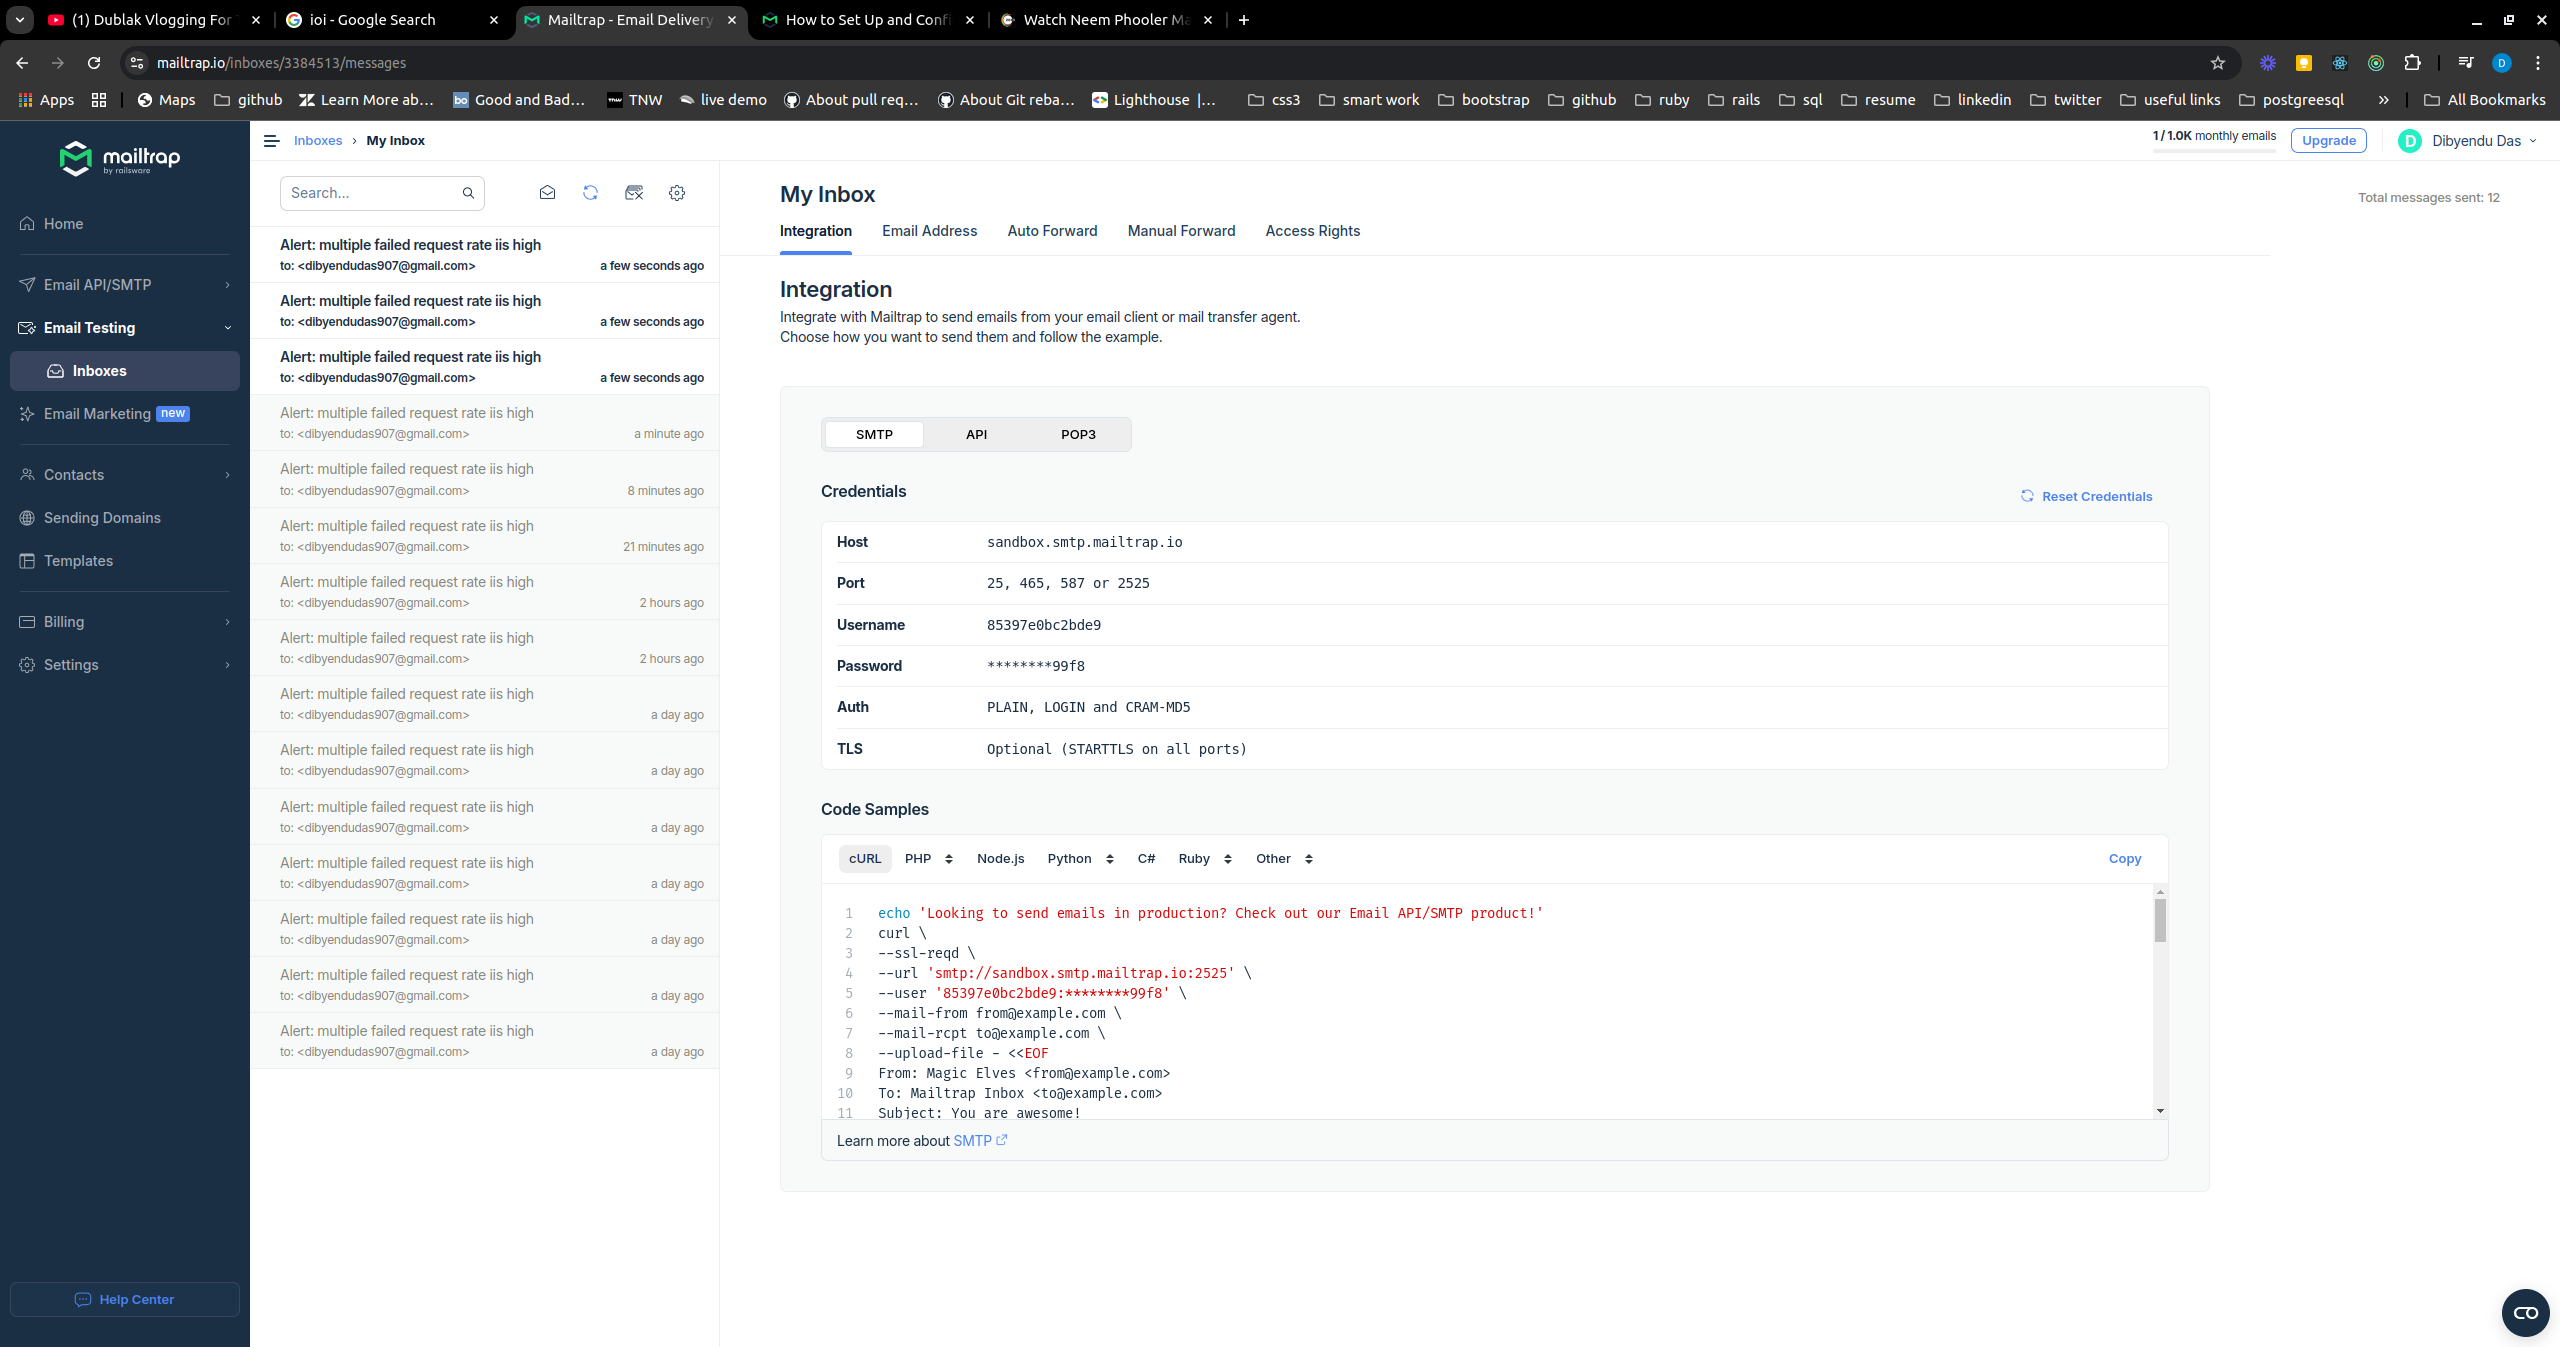 (1) Dublak Vlogging For
ioi - Google Search
Mailtrap - Email Delivery
How to Set Up and Confi
Watch Neem Phooler Ma
mailtrap.io/inboxes/3384513/messages
D
Apps
Maps
github
Learn More ab...
bo
Good and Bad...
TNW
TNW
live demo
About pull req...
About Git reba...
Lighthouse |...
css3
smart work
bootstrap
github
ruby
rails
sql
resume
linkedin
twitter
useful links
postgreesql
»
All Bookmarks
mailtrap
by railsware
Home
Email API/SMTP
Email Testing
Inboxes
Email Marketing new
Contacts
Sending Domains
Templates
Billing
Settings
Help Center
Inboxes › My Inbox
1 / 1.0K monthly emails
Upgrade
D
Dibyendu Das
Search...
Alert: multiple failed request rate iis high
to: <dibyendudas907@gmail.com> a few seconds ago
Alert: multiple failed request rate iis high
to: <dibyendudas907@gmail.com> a few seconds ago
Alert: multiple failed request rate iis high
to: <dibyendudas907@gmail.com> a few seconds ago
Alert: multiple failed request rate iis high
to: <dibyendudas907@gmail.com> a minute ago
Alert: multiple failed request rate iis high
to: <dibyendudas907@gmail.com> 8 minutes ago
Alert: multiple failed request rate iis high
to: <dibyendudas907@gmail.com> 21 minutes ago
Alert: multiple failed request rate iis high
to: <dibyendudas907@gmail.com> 2 hours ago
Alert: multiple failed request rate iis high
to: <dibyendudas907@gmail.com> 2 hours ago
Alert: multiple failed request rate iis high
to: <dibyendudas907@gmail.com> a day ago
Alert: multiple failed request rate iis high
to: <dibyendudas907@gmail.com> a day ago
Alert: multiple failed request rate iis high
to: <dibyendudas907@gmail.com> a day ago
Alert: multiple failed request rate iis high
to: <dibyendudas907@gmail.com> a day ago
Alert: multiple failed request rate iis high
to: <dibyendudas907@gmail.com> a day ago
Alert: multiple failed request rate iis high
to: <dibyendudas907@gmail.com> a day ago
Alert: multiple failed request rate iis high
to: <dibyendudas907@gmail.com> a day ago
My Inbox
Total messages sent: 12
Integration Email Address Auto Forward Manual Forward Access Rights
Integration
Integrate with Mailtrap to send emails from your email client or mail transfer agent.
Choose how you want to send them and follow the example.
SMTP API POP3
Credentials
Reset Credentials
Host sandbox.smtp.mailtrap.io
Port 25, 465, 587 or 2525
Username 85397e0bc2bde9
Password ********99f8
Auth PLAIN, LOGIN and CRAM-MD5
TLS Optional (STARTTLS on all ports)
Code Samples
cURL PHP Node.js Python C# Ruby Other
Copy
1 echo 'Looking to send emails in production? Check out our Email API/SMTP product!'
2 curl \
3 --ssl-reqd \
4 --url 'smtp://sandbox.smtp.mailtrap.io:2525' \
5 --user '85397e0bc2bde9:********99f8' \
6 --mail-from from@example.com \
7 --mail-rcpt to@example.com \
8 --upload-file - <<EOF
9 From: Magic Elves <from@example.com>
10 To: Mailtrap Inbox <to@example.com>
11 Subject: You are awesome!
Learn more about SMTP